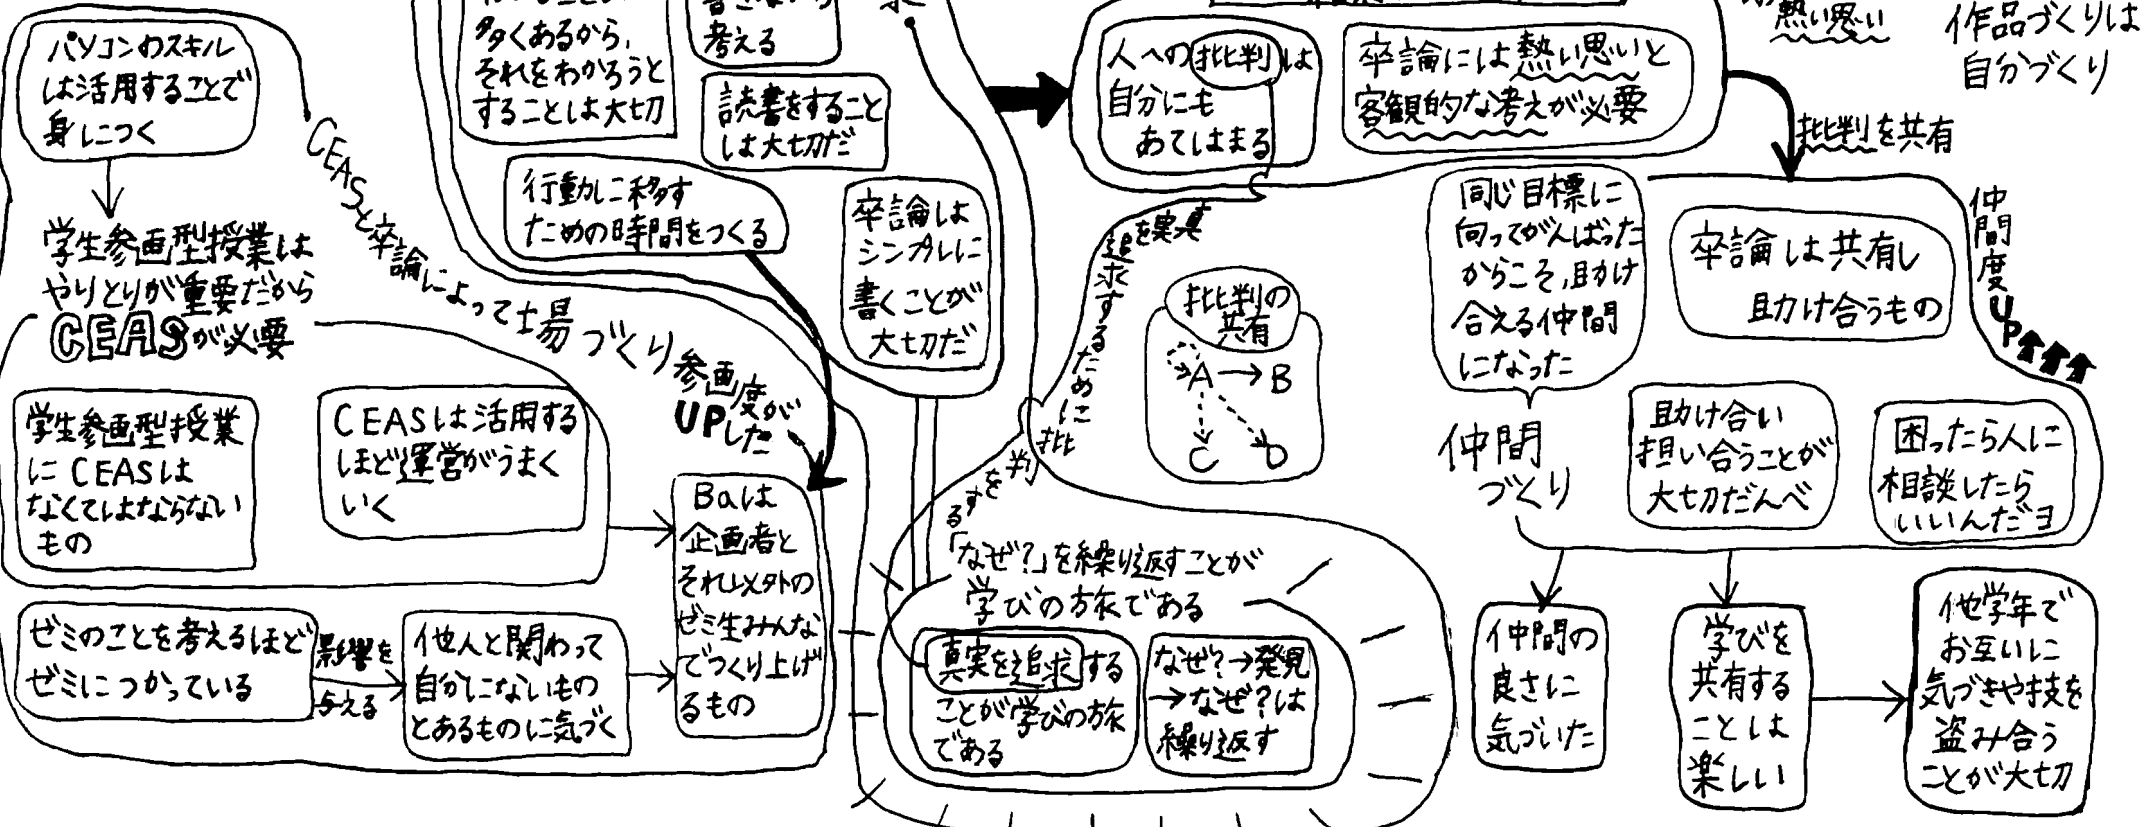 パソコンのスキル
は活用することで
身につく
学生参画型授業は
やりとりが重要だから
CEASが必要
学生参画型授業
にCEASは
なくてはならない
もの
CEASは活用する
ほど運営がうまく
いく
ゼミのことを考えるほど
ゼミにつかっている
影響を
与える
他人と関わって
自分にないもの
とあるものに気づく
CEASと卒論によって場づくり
参画度が
UPした
Baは
企画者と
それ以外の
ゼミ生みんな
でつくり上げ
るもの
多くあるから、
それをわかろうと
することは大切
考える
読書をすること
は大切だ
行動に移す
ための時間をつくる
卒論は
シンプルに
書くことが
大切だ
人への批判は
自分にも
あてはまる
卒論には熱い思いと
客観的な考えが必要
熱い思い
作品づくりは
自分づくり
批判を共有
真実を追求するために批判をする
批判の
共有
A→B
C D
「なぜ?」を繰り返すことが
学びの旅である
真実を追求する
ことが学びの旅
である
なぜ?→発見
→なぜ?は
繰り返す
同じ目標に
向ってがんばった
からこそ、助け
合える仲間
になった
仲間
づくり
卒論は共有し
助け合うもの
仲間度UP↑↑↑
助け合い
担い合うことが
大切だんべ
困ったら人に
相談したら
いいんだヨ
仲間の
良さに
気づいた
学びを
共有する
ことは
楽しい
他学年で
お互いに
気づきや技を
盗み合う
ことが大切